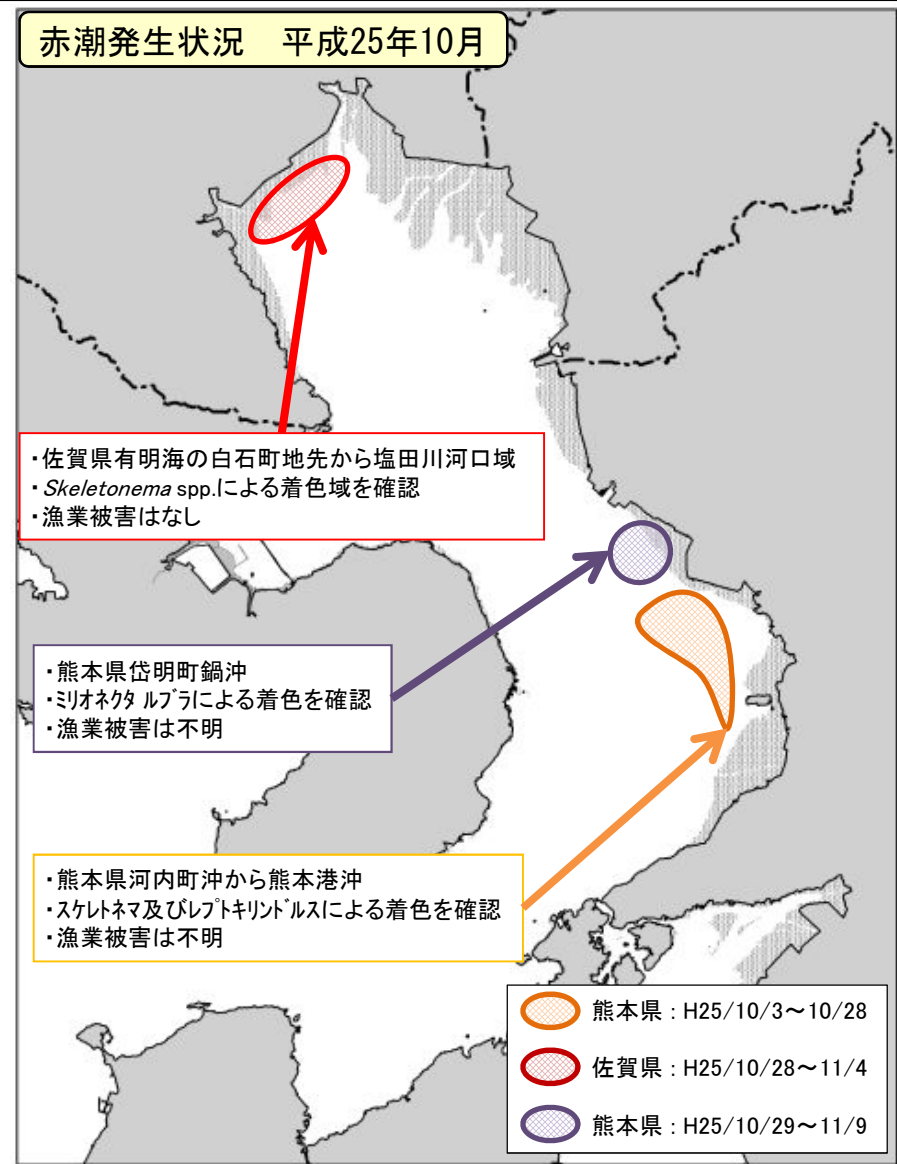 赤潮発生状況　平成25年10月
・佐賀県有明海の白石町地先から塩田川河口域
・Skeletonema spp.による着色域を確認
・漁業被害はなし
・熊本県岱明町鍋沖
・ﾐﾘｵﾈｸﾀ ﾙﾌﾞﾗによる着色を確認
・漁業被害は不明
・熊本県河内町沖から熊本港沖
・ｽｹﾚﾄﾈﾏ及びﾚﾌﾟﾄｷﾘﾝﾄﾞﾙｽによる着色を確認
・漁業被害は不明
熊本県：H25/10/3～10/28
佐賀県：H25/10/28～11/4
熊本県：H25/10/29～11/9